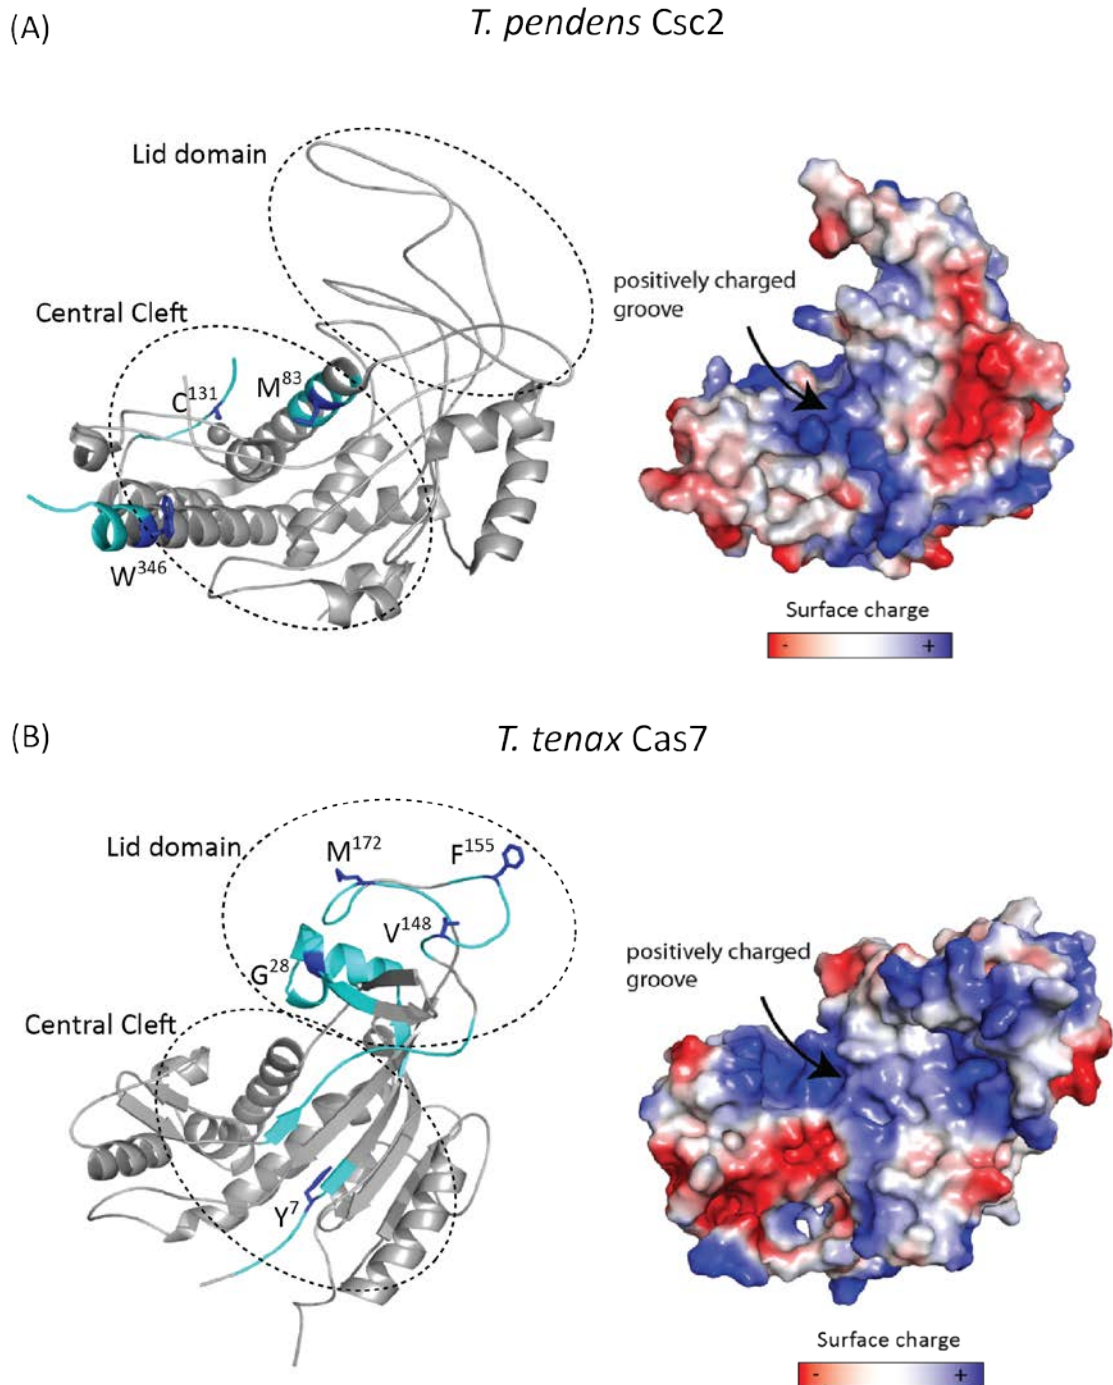 (A)
T. pendens Csc2
Lid domain
Central Cleft
C131
M83
W346
positively charged
groove
Surface charge
- +
(B)
T. tenax Cas7
Lid domain
M172
F155
V148
G28
Central Cleft
Y7
positively charged
groove
Surface charge
- +